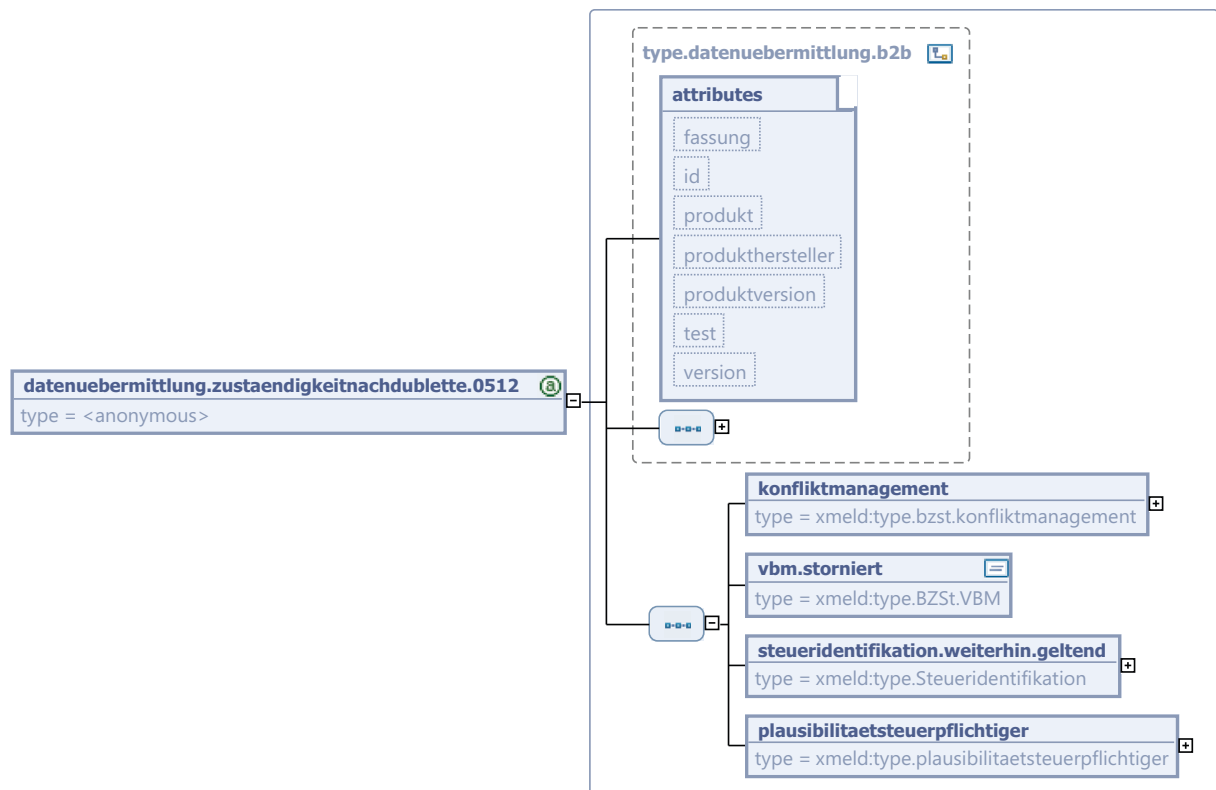 type.datenuebermittlung.b2b
attributes
fassung
id
produkt
produkthersteller
produktversion
test
version
datenuebermittlung.zustaendigkeitnachdublette.0512
type = <anonymous>
konfliktmanagement
type = xmeld:type.bzst.konfliktmanagement
vbm.storniert
type = xmeld:type.BZSt.VBM
steueridentifikation.weiterhin.geltend
type = xmeld:type.Steueridentifikation
plausibilitaetsteuerpflichtiger
type = xmeld:type.plausibilitaetsteuerpflichtiger